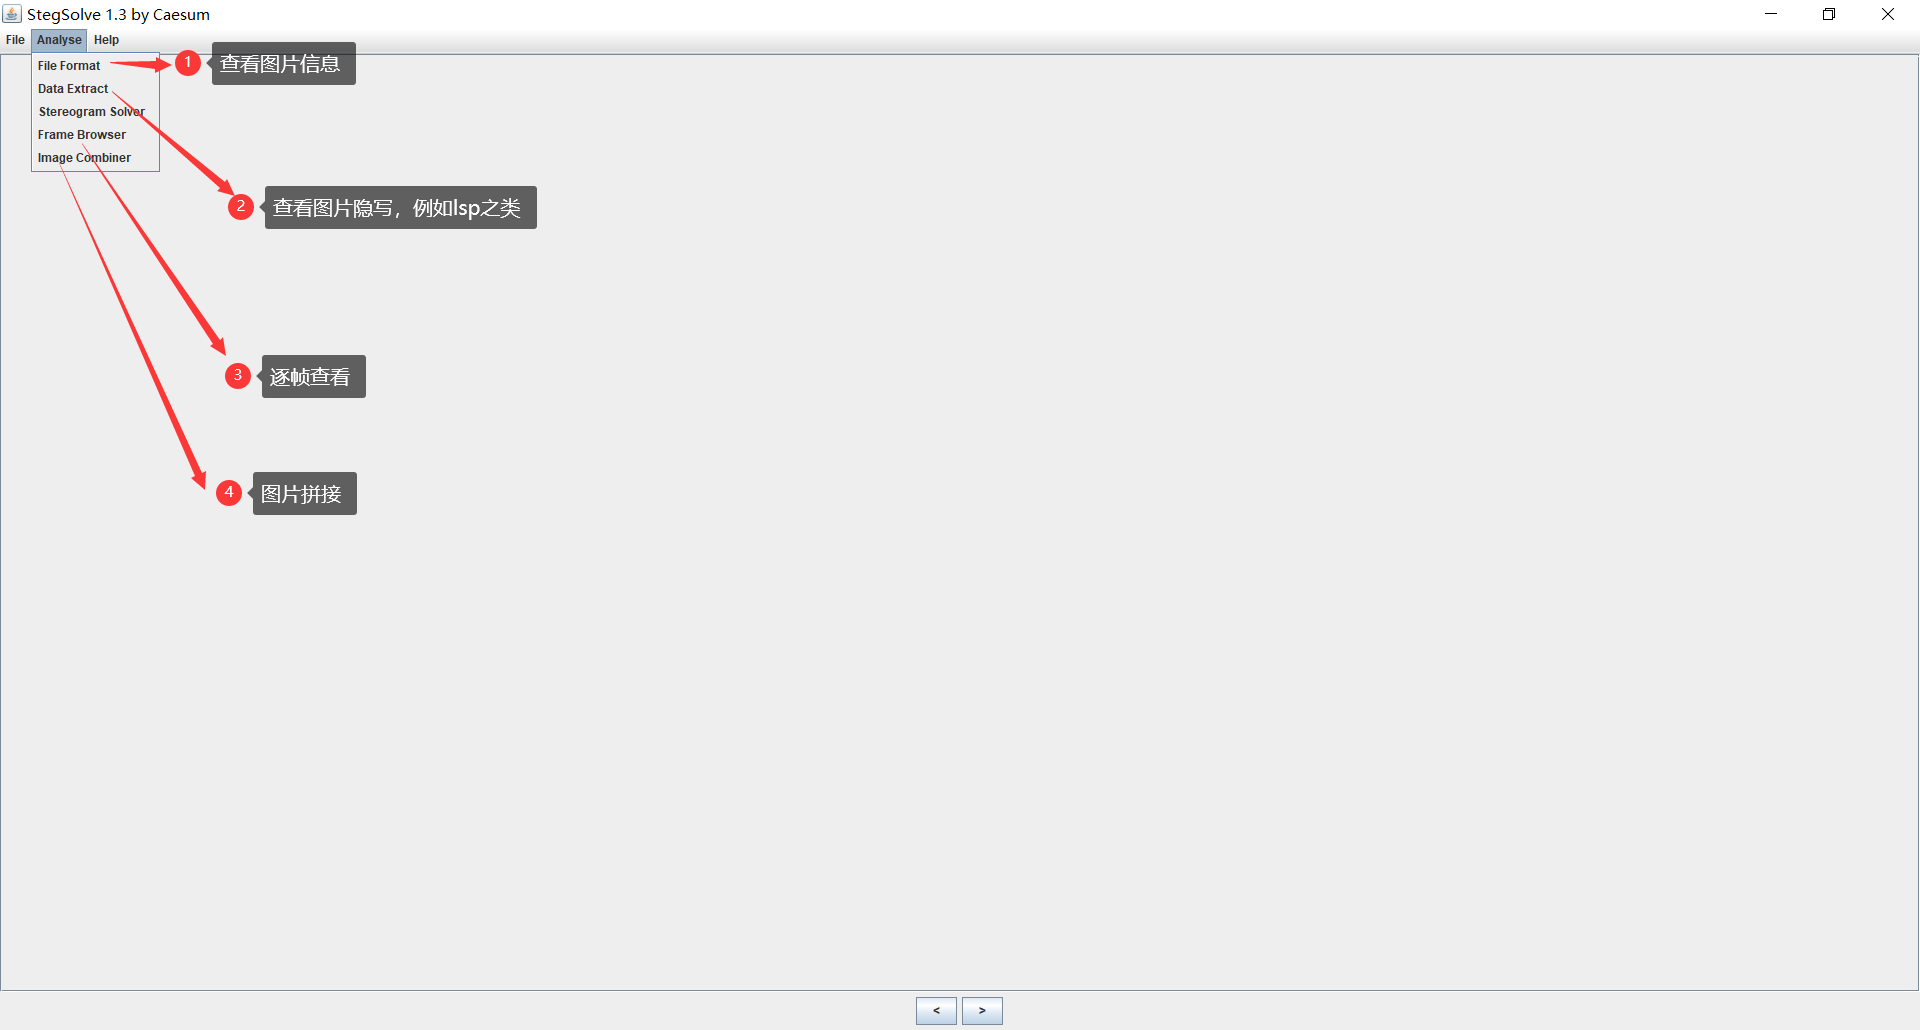 StegSolve 1.3 by Caesum
File Analyse Help
File Format
Data Extract
Stereogram Solver
Frame Browser
Image Combiner
1 查看图片信息
2 查看图片隐写，例如lsp之类
3 逐帧查看
4 图片拼接
< >